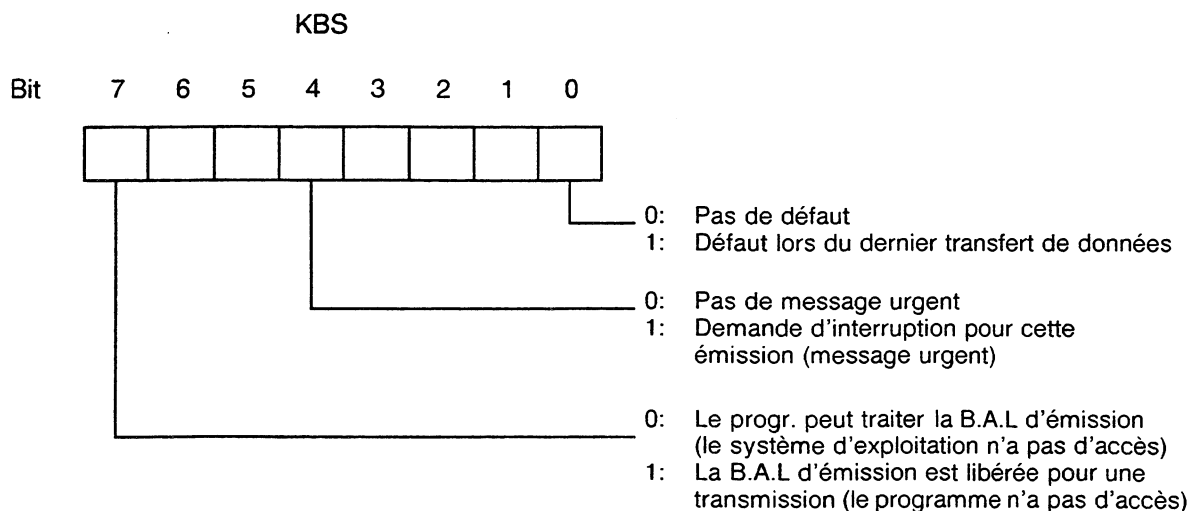 KBS
Bit 7 6 5 4 3 2 1 0
0: Pas de défaut
1: Défaut lors du dernier transfert de données
0: Pas de message urgent
1: Demande d'interruption pour cette
émission (message urgent)
0: Le progr. peut traiter la B.A.L d'émission
(le système d'exploitation n'a pas d'accès)
1: La B.A.L d'émission est libérée pour une
transmission (le programme n'a pas d'accès)